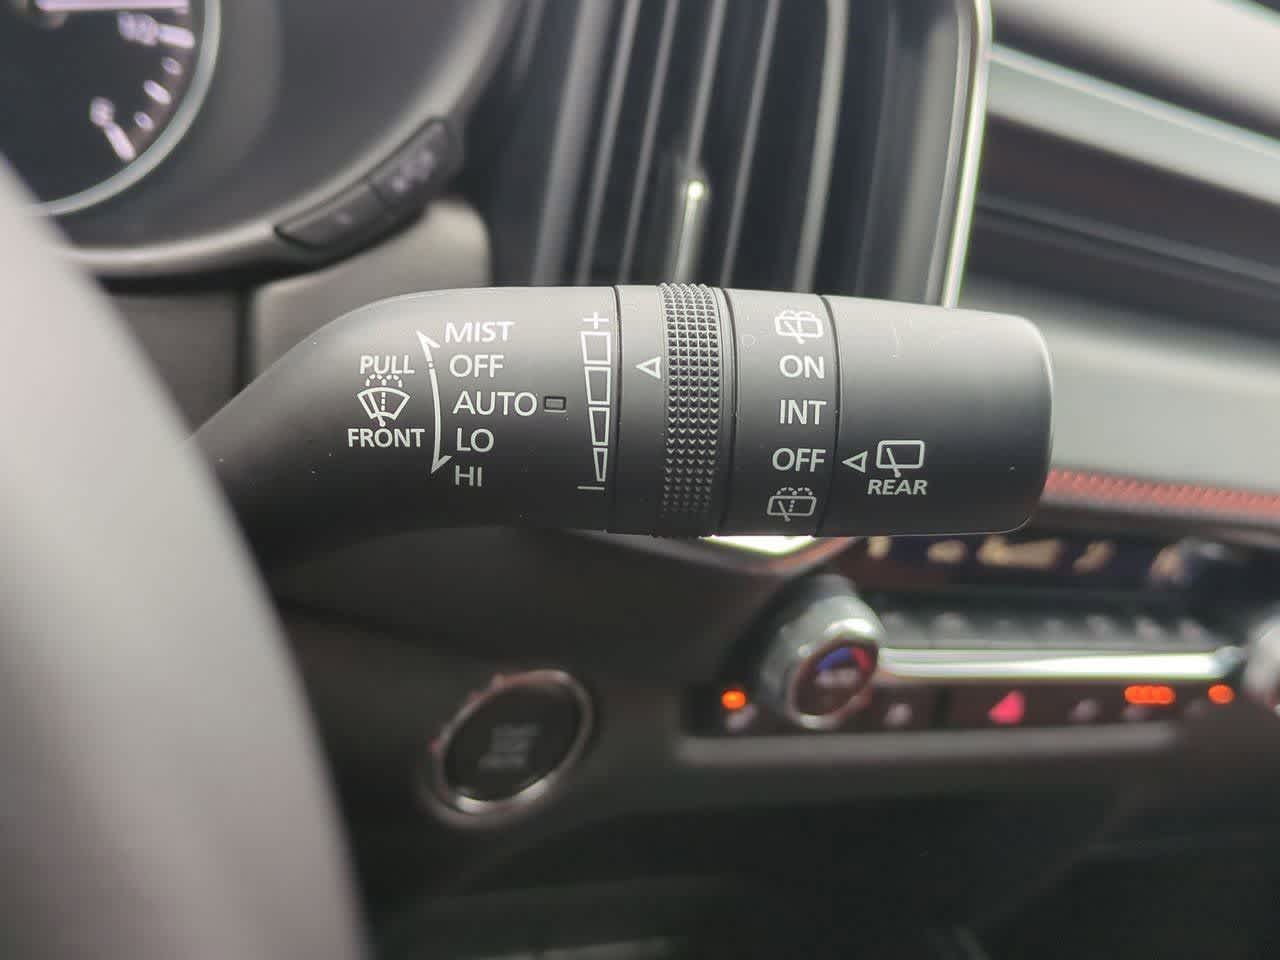 MIST
PULL
OFF
AUTO
FRONT
LO
HI
+
ON
INT
OFF
REAR